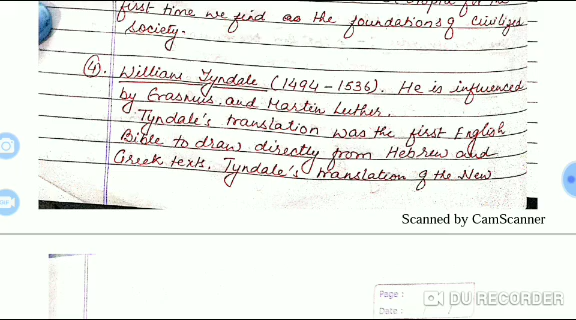 first time we find as the foundations of civilized
society.
(4). William Tyndale (1494-1536). He is influenced
by Erasmus, and Martin Luther.
Tyndale's translation was the first English
Bible to draw directly from Hebrew and
Greek texts. Tyndale's translation of the New
Scanned by CamScanner
Page :
DU RECORDER
Date :